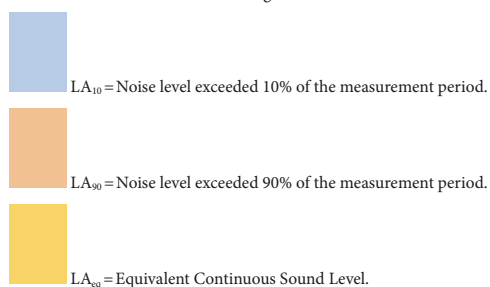 LA₁₀ = Noise level exceeded 10% of the measurement period.
LA₉₀ = Noise level exceeded 90% of the measurement period.
LAeq = Equivalent Continuous Sound Level.